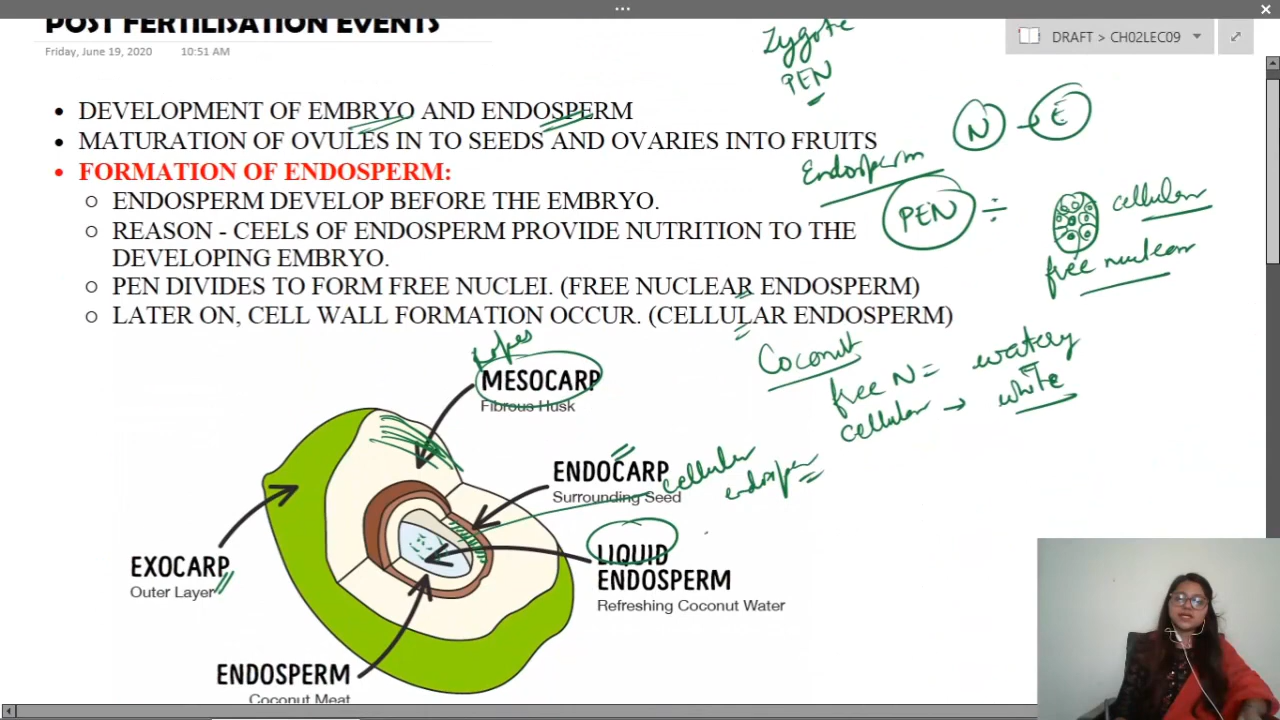 POST FERTILISATION EVENTS
Friday, June 19, 2020 10:51 AM
DRAFT > CH02LEC09
Zygote
PEN
• DEVELOPMENT OF EMBRYO AND ENDOSPERM
N → E
• MATURATION OF OVULES IN TO SEEDS AND OVARIES INTO FRUITS
• FORMATION OF ENDOSPERM:
Endosperm
○ ENDOSPERM DEVELOP BEFORE THE EMBRYO.
PEN ÷
cellular
○ REASON - CEELS OF ENDOSPERM PROVIDE NUTRITION TO THE
DEVELOPING EMBRYO.
free nuclear
○ PEN DIVIDES TO FORM FREE NUCLEI. (FREE NUCLEAR ENDOSPERM)
○ LATER ON, CELL WALL FORMATION OCCUR. (CELLULAR ENDOSPERM)
Coconut
free N = watery
cellular → white
ropes
MESOCARP
Fibrous Husk
ENDOCARP
Surrounding Seed
cellular
endosper
LIQUID
ENDOSPERM
Refreshing Coconut Water
EXOCARP
Outer Layer
ENDOSPERM
Coconut Meat